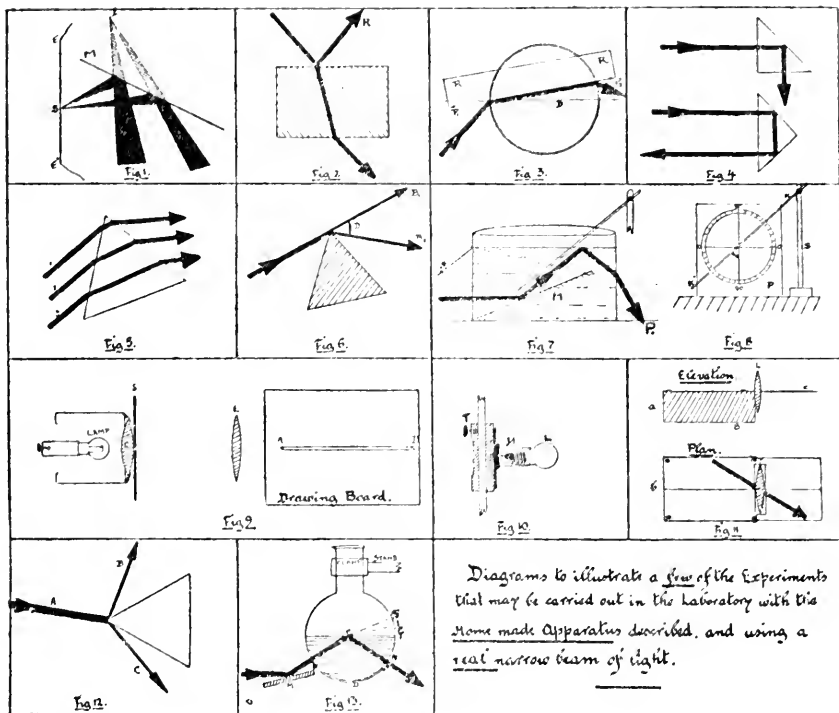 E
I
M
S
E'
Fig 1.
R
Fig 2.
R
R
B
Fig 3.
Fig 4
Fig 5.
B.
D
Fig 6.
M
P.
Fig 7
S
P
Fig 8
S
LAMP
C
L
A
Drawing Board.
Fig 9
T
M
L
Fig 10.
Elevation.
L
a
B
Plan.
b
Fig 11
A
B
C
Fig 12.
CLAMP
STAND
M
D
Fig 13.
Diagrams to illustrate a few of the Experiments
that may be carried out in the Laboratory with the
Home made Apparatus described, and using a
real narrow beam of light.